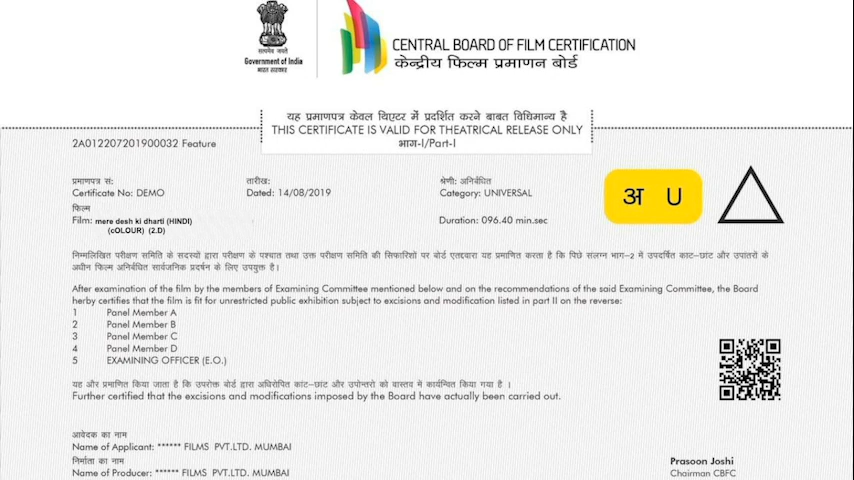 सत्यमेव जयते
Government of India
भारत सरकार
CENTRAL BOARD OF FILM CERTIFICATION
केन्द्रीय फिल्म प्रमाणन बोर्ड
यह प्रमाणपत्र केवल थिएटर में प्रदर्शित करने बाबत विधिमान्य है
THIS CERTIFICATE IS VALID FOR THEATRICAL RELEASE ONLY
भाग-I/Part-I
2A012207201900032 Feature
प्रमाणपत्र सं: तारीख: श्रेणी: अनिर्बंधित
Certificate No: DEMO Dated: 14/08/2019 Category: UNIVERSAL
अ U
फिल्म
Film: mere desh ki dharti (HINDI) Duration: 096.40 min.sec
(cOLOUR) (2.D)
निम्नलिखित परीक्षण समिति के सदस्यों द्वारा परीक्षण के पश्चात तथा उक्त परीक्षण समिति की सिफारिशों पर बोर्ड एतद्द्वारा यह प्रमाणित करता है कि पिछे संलग्न भाग-2 में उपदर्षित काट-छांट और उपांतरों के
अधीन फिल्म अनिर्बंधित सार्वजनिक प्रदर्षन के लिए उपयुक्त है।
After examination of the film by the members of Examining Committee mentioned below and on the recommendations of the said Examining Committee, the Board
herby certifies that the film is fit for unrestricted public exhibition subject to excisions and modification listed in part II on the reverse:
1 Panel Member A
2 Panel Member B
3 Panel Member C
4 Panel Member D
5 EXAMINING OFFICER (E.O.)
यह और प्रमाणित किया जाता है कि उपरोक्त बोर्ड द्वारा अधिरोपित कांट-छांट और उपोन्तरो को वास्तव में कार्यन्वित किया गया है ।
Further certified that the excisions and modifications imposed by the Board have actually been carried out.
आवेदक का नाम
Name of Applicant: ****** FILMS PVT.LTD. MUMBAI
निर्माता का नाम
Name of Producer: ****** FILMS PVT.LTD. MUMBAI
Prasoon Joshi
Chairman CBFC